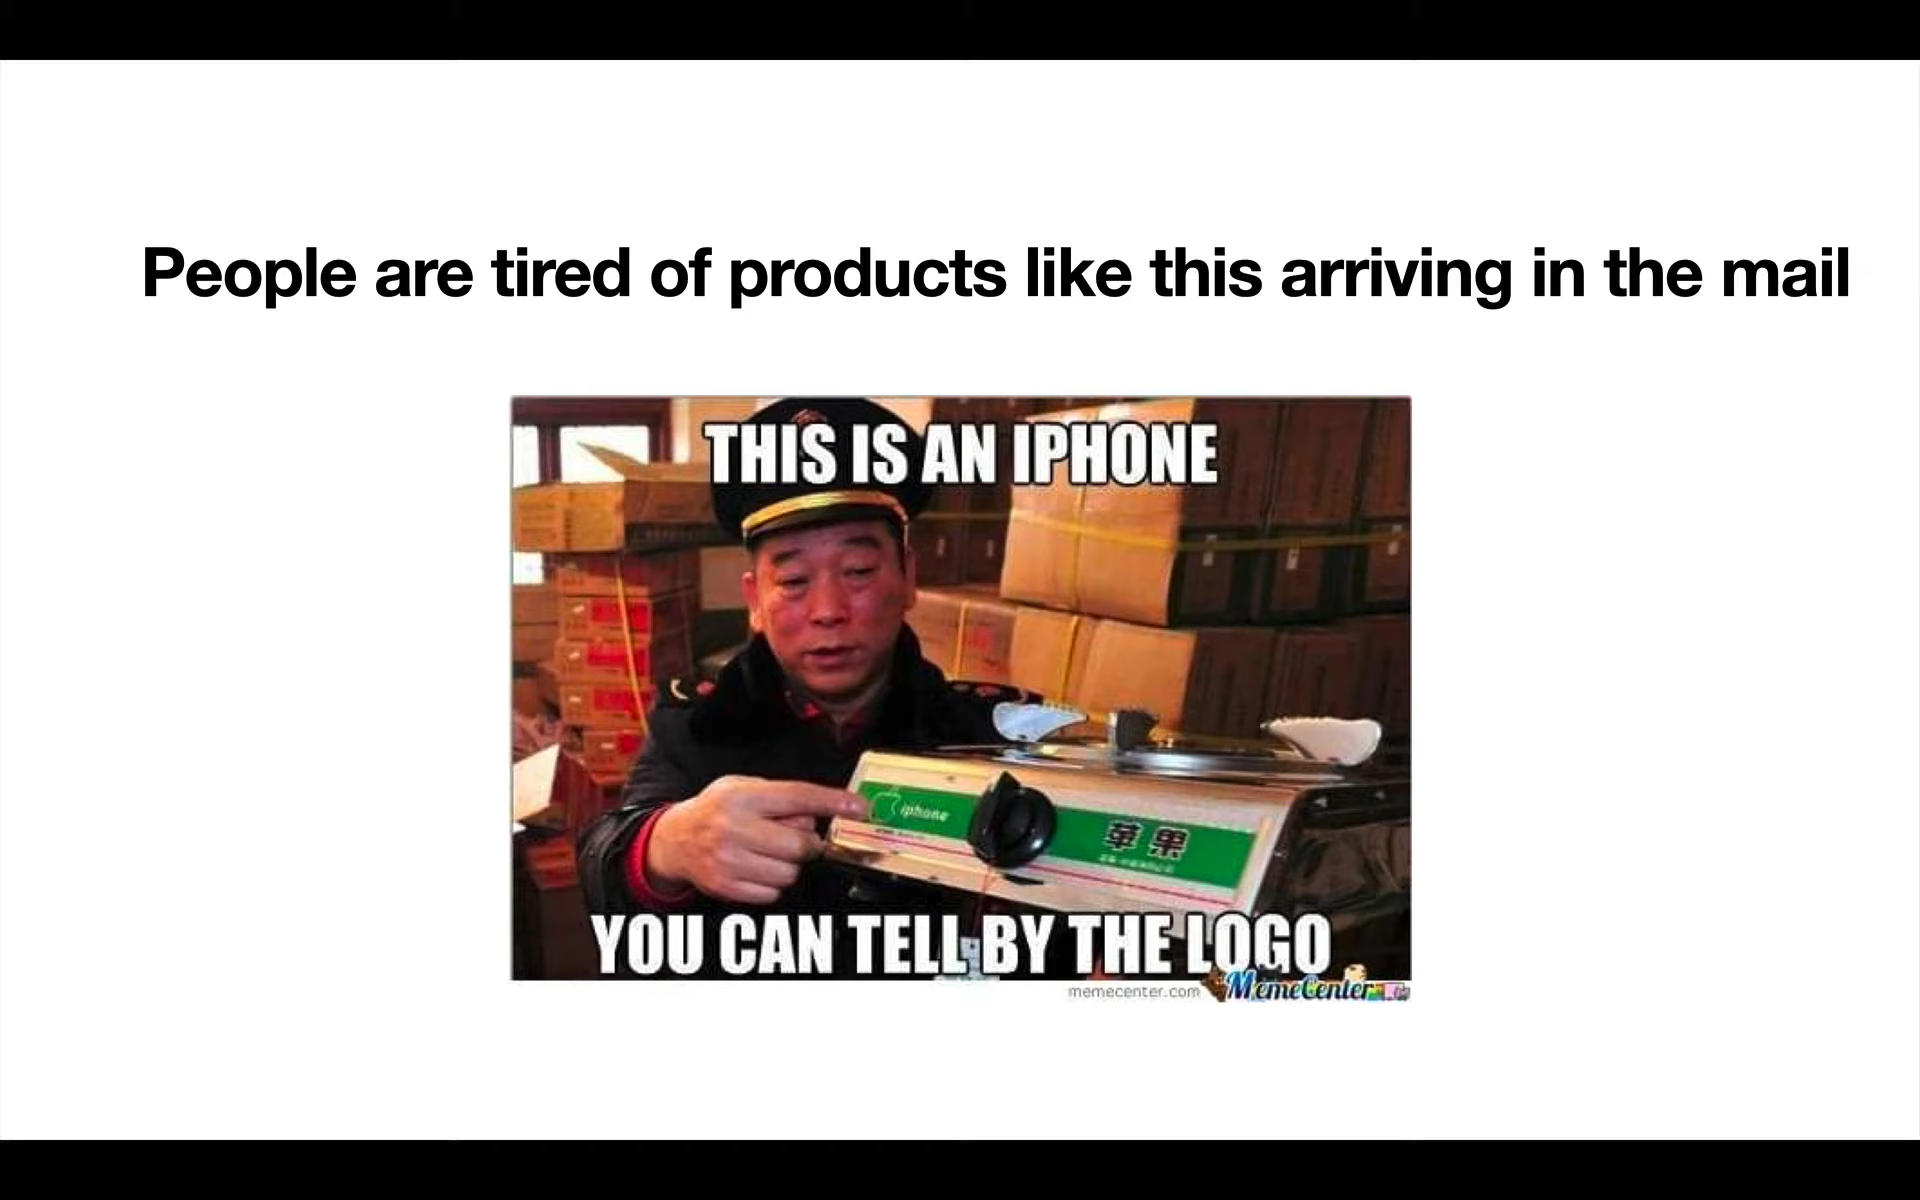 People are tired of products like this arriving in the mail
THIS IS AN IPHONE
iphone
苹果
YOU CAN TELL BY THE LOGO
memecenter.com MemeCenter